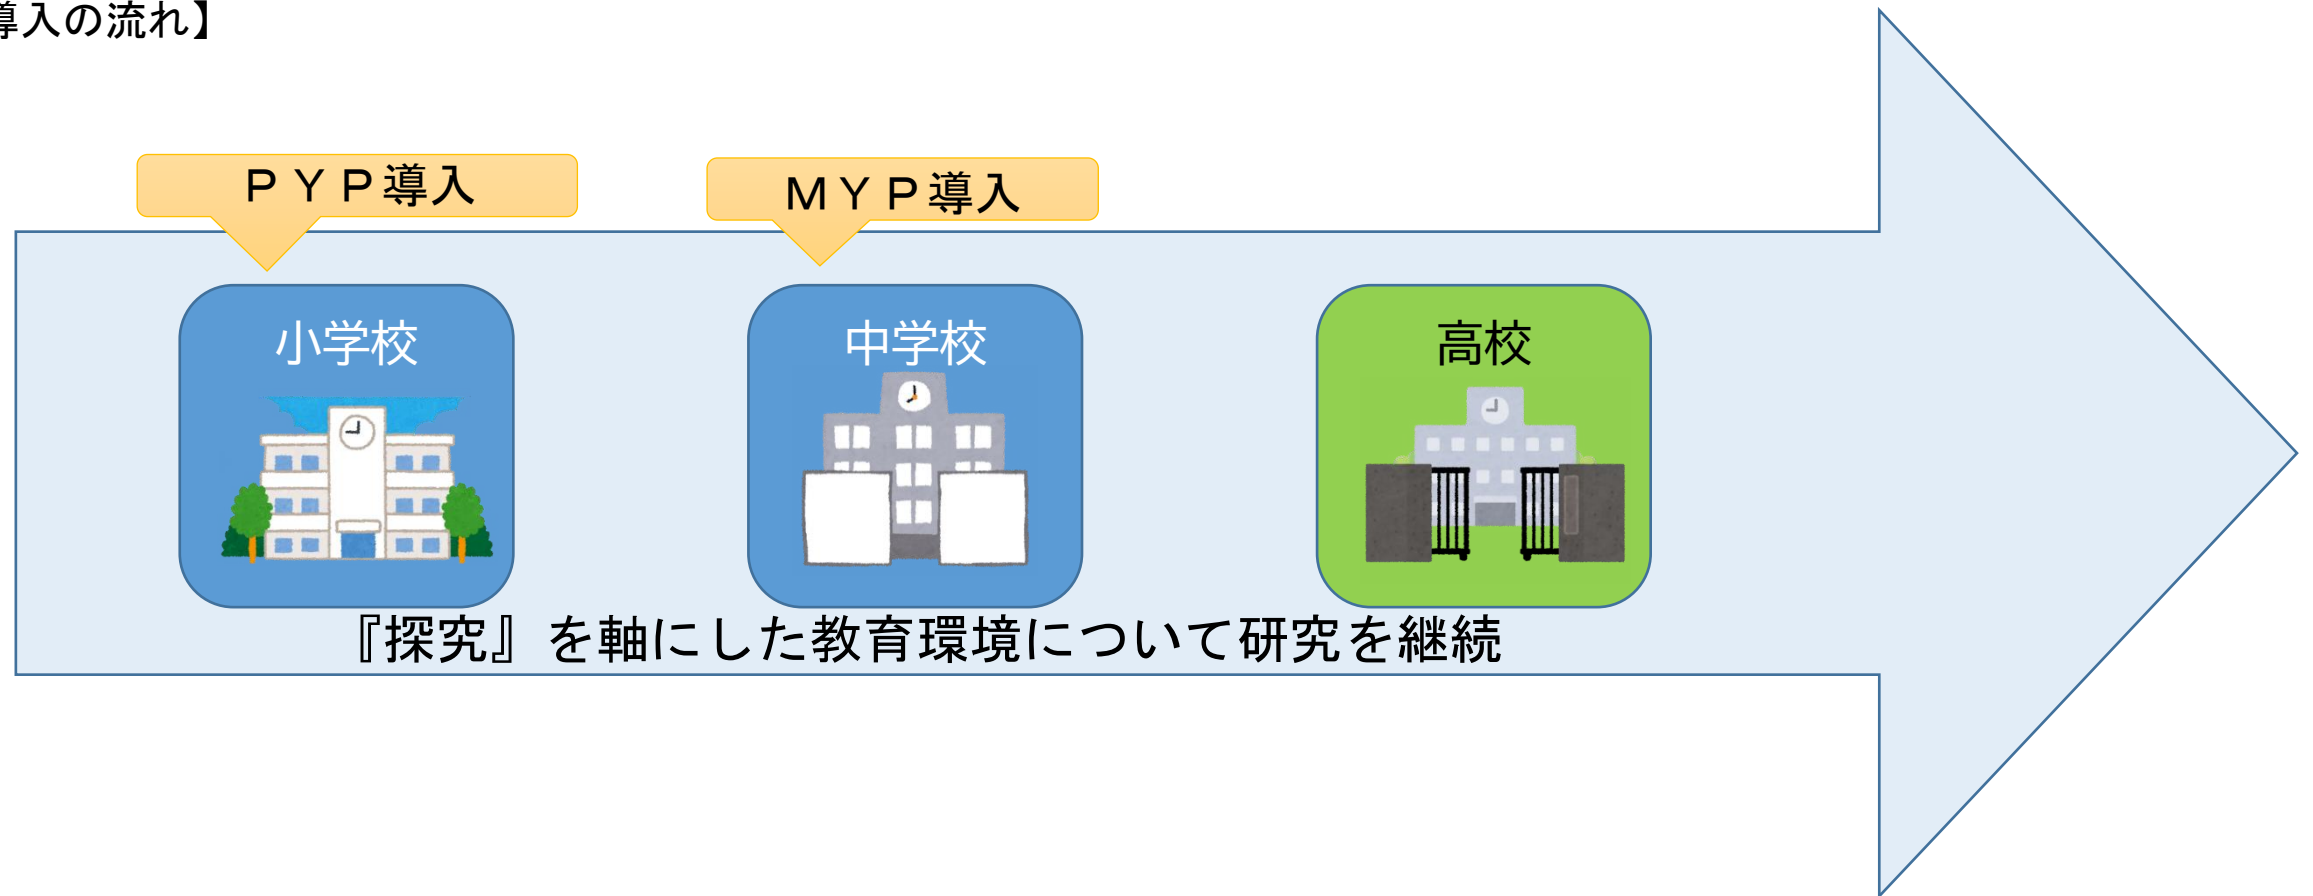 導入の流れ】
ＰＹＰ導入
ＭＹＰ導入
小学校
中学校
高校
『探究』を軸にした教育環境について研究を継続